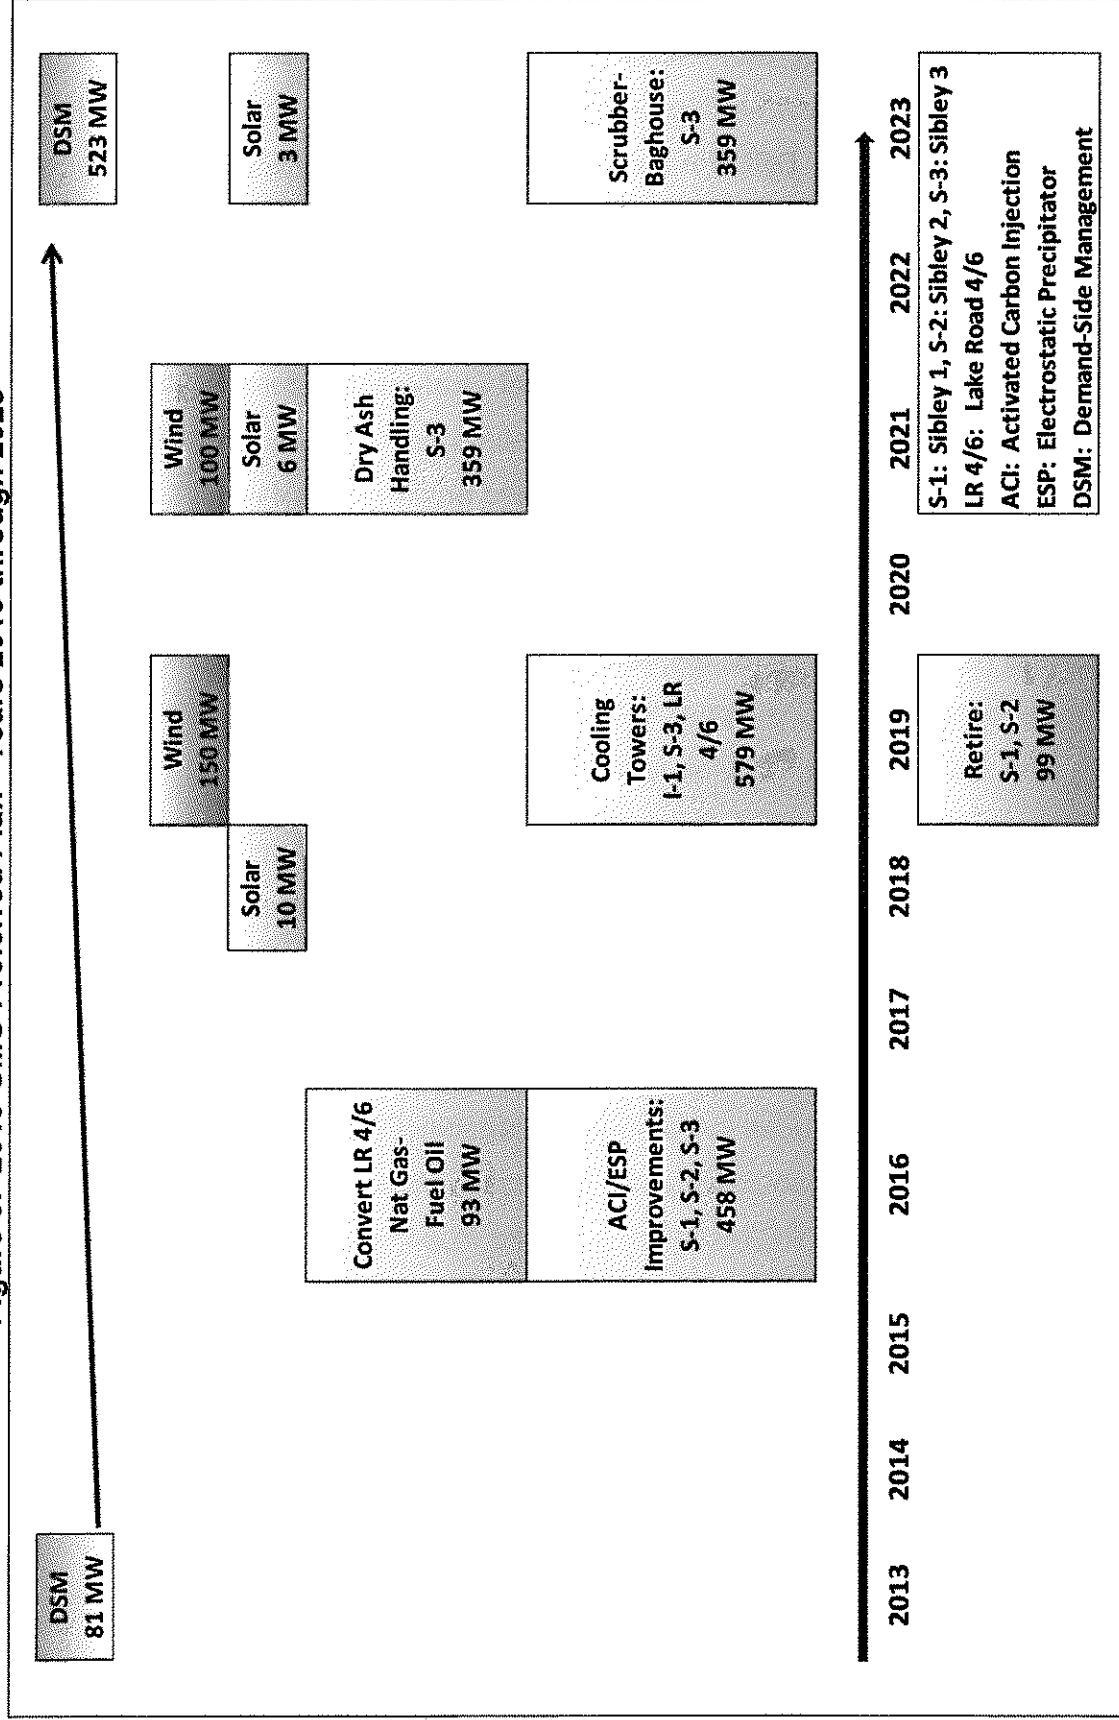 DSM
81 MW
DSM
523 MW
Wind
150 MW
Wind
100 MW
Solar
10 MW
Solar
6 MW
Solar
3 MW
Convert LR 4/6
Nat Gas-
Fuel Oil
93 MW
Dry Ash
Handling:
S-3
359 MW
ACI/ESP
Improvements:
S-1, S-2, S-3
458 MW
Cooling
Towers:
I-1, S-3, LR
4/6
579 MW
Scrubber-
Baghouse:
S-3
359 MW
2013 2014 2015 2016 2017 2018 2019 2020 2021 2022 2023
Retire:
S-1, S-2
99 MW
S-1: Sibley 1, S-2: Sibley 2, S-3: Sibley 3
LR 4/6: Lake Road 4/6
ACI: Activated Carbon Injection
ESP: Electrostatic Precipitator
DSM: Demand-Side Management